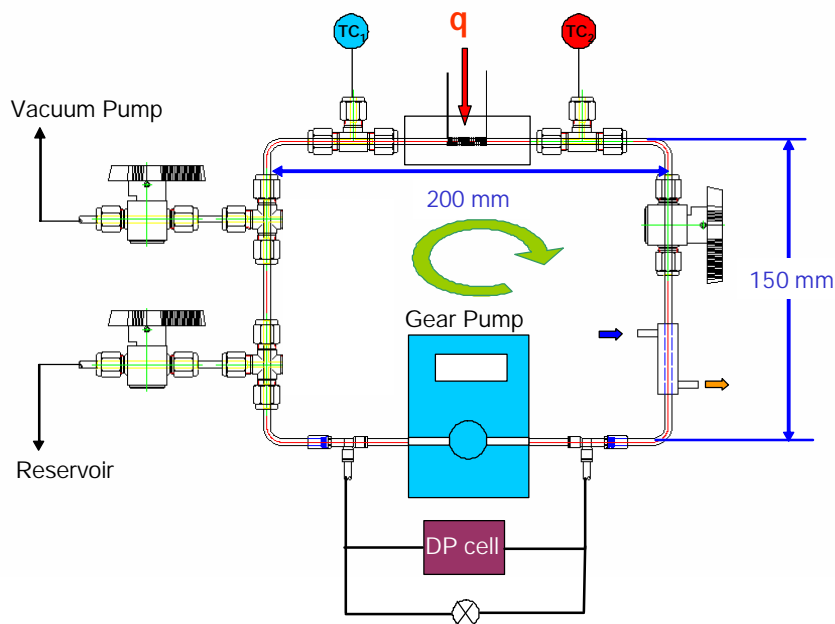 TC1
q
TC2
Vacuum Pump
200 mm
150 mm
Gear Pump
Reservoir
DP cell